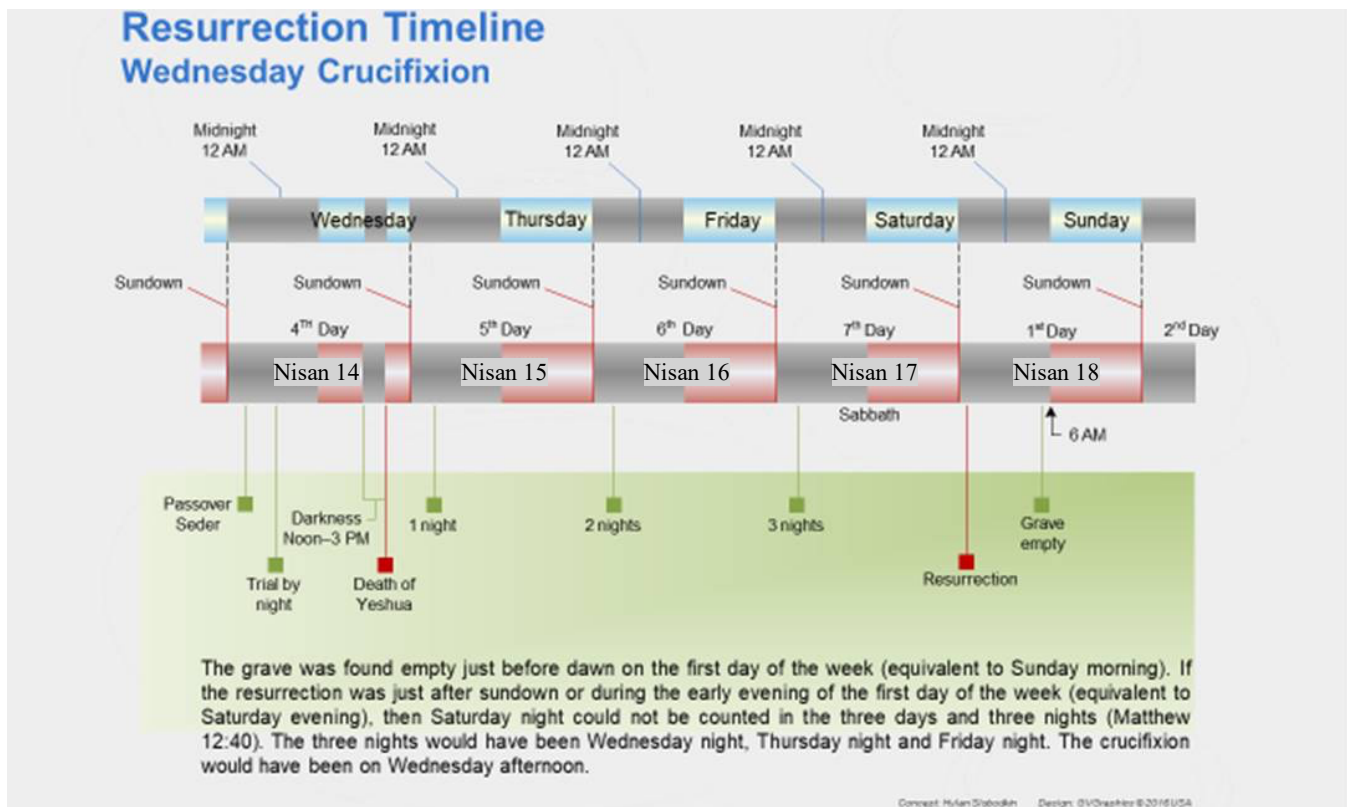 Resurrection Timeline
Wednesday Crucifixion
Midnight
12 AM
Midnight
12 AM
Midnight
12 AM
Midnight
12 AM
Midnight
12 AM
Wednesday
Thursday
Friday
Saturday
Sunday
Sundown
Sundown
Sundown
Sundown
Sundown
Sundown
4TH Day
5th Day
6th Day
7th Day
1st Day
2nd Day
Nisan 14
Nisan 15
Nisan 16
Nisan 17
Nisan 18
Sabbath
6 AM
Passover
Seder
Darkness
Noon–3 PM
1 night
2 nights
3 nights
Grave
empty
Trial by
night
Death of
Yeshua
Resurrection
The grave was found empty just before dawn on the first day of the week (equivalent to Sunday morning). If
the resurrection was just after sundown or during the early evening of the first day of the week (equivalent to
Saturday evening), then Saturday night could not be counted in the three days and three nights (Matthew
12:40). The three nights would have been Wednesday night, Thursday night and Friday night. The crucifixion
would have been on Wednesday afternoon.
Concept: Hylan Slobodkin Design: GVGraphics © 2016 USA